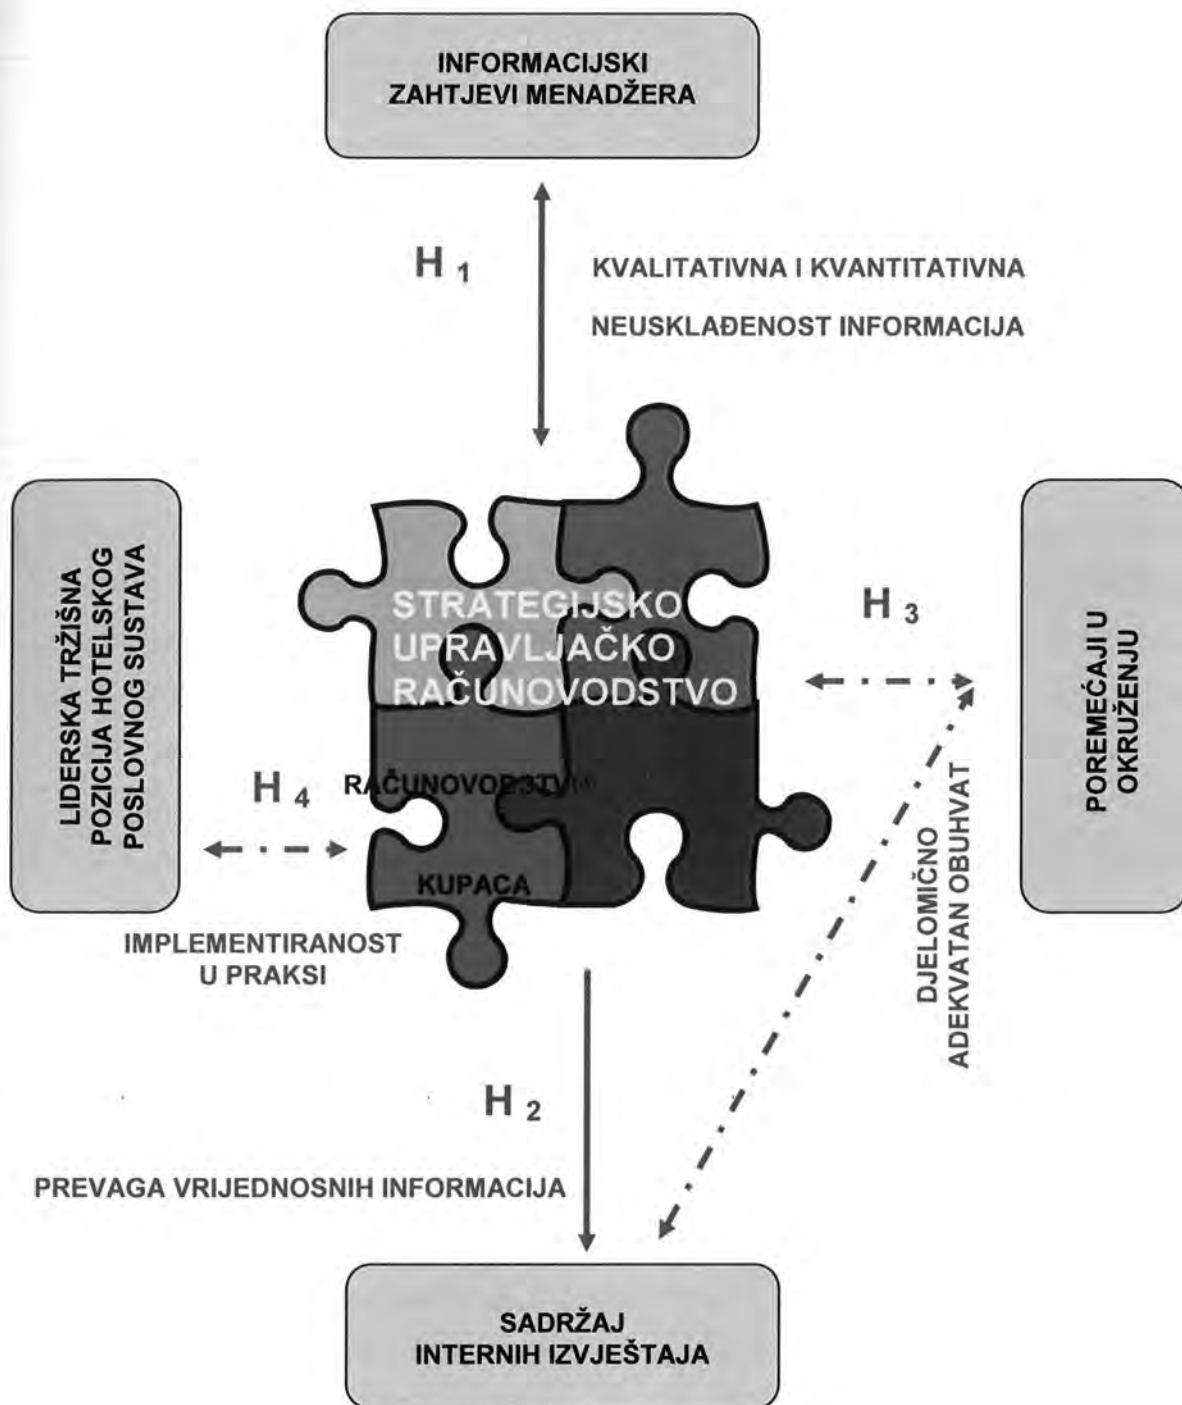 INFORMACIJSKI
ZAHTJEVI MENADŽERA
H 1
KVALITATIVNA I KVANTITATIVNA
NEUSKLAĐENOST INFORMACIJA
LIDERSKA TRŽIŠNA
POZICIJA HOTELSKOG
POSLOVNOG SUSTAVA
STRATEGIJSKO
UPRAVLJAČKO
RAČUNOVODSTVO
H 3
POREMEĆAJI U
OKRUŽENJU
H 4
KUPACA
IMPLEMENTIRANOST
U PRAKSI
DJELOMIČNO
ADEKVATAN OBUHVAT
H 2
PREVAGA VRIJEDNOSNIH INFORMACIJA
SADRŽAJ
INTERNIH IZVJEŠTAJA